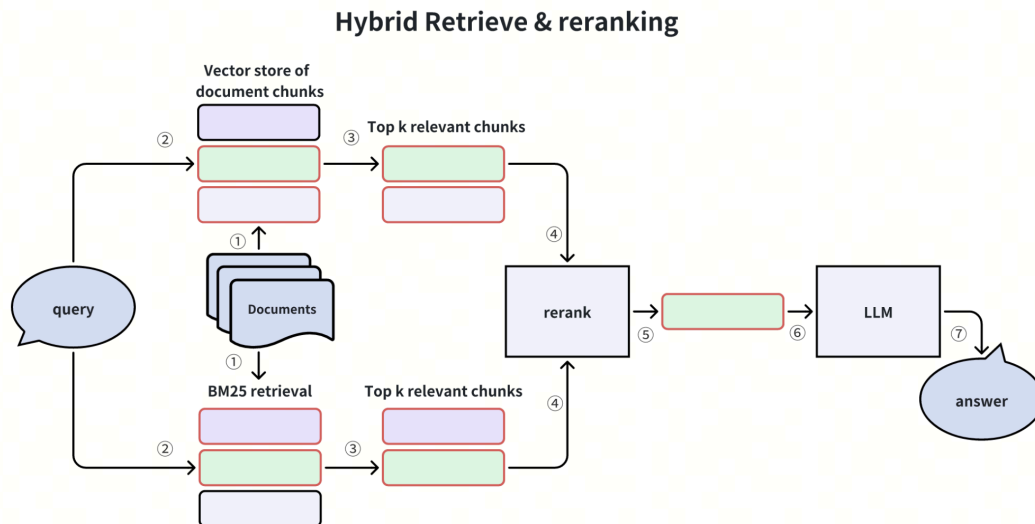 Hybrid Retrieve & reranking
Vector store of
document chunks
②
③
Top k relevant chunks
①
④
query
Documents
rerank
⑤
⑥
LLM
⑦
①
BM25 retrieval
Top k relevant chunks
④
answer
②
③